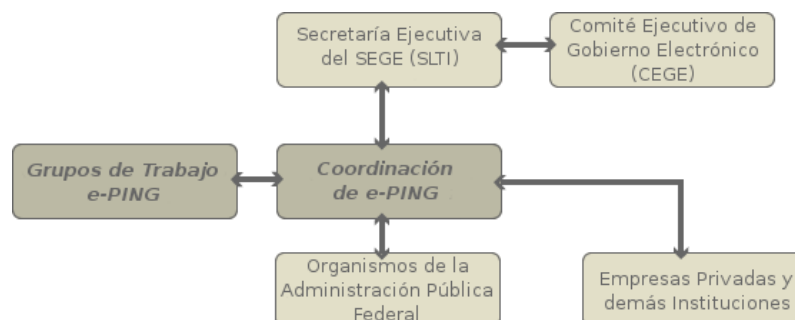 Secretaría Ejecutiva
del SEGE (SLTI)
Comité Ejecutivo de
Gobierno Electrónico
(CEGE)
Grupos de Trabajo
e-PING
Coordinación
de e-PING
Organismos de la
Administración Pública
Federal
Empresas Privadas y
demás Instituciones